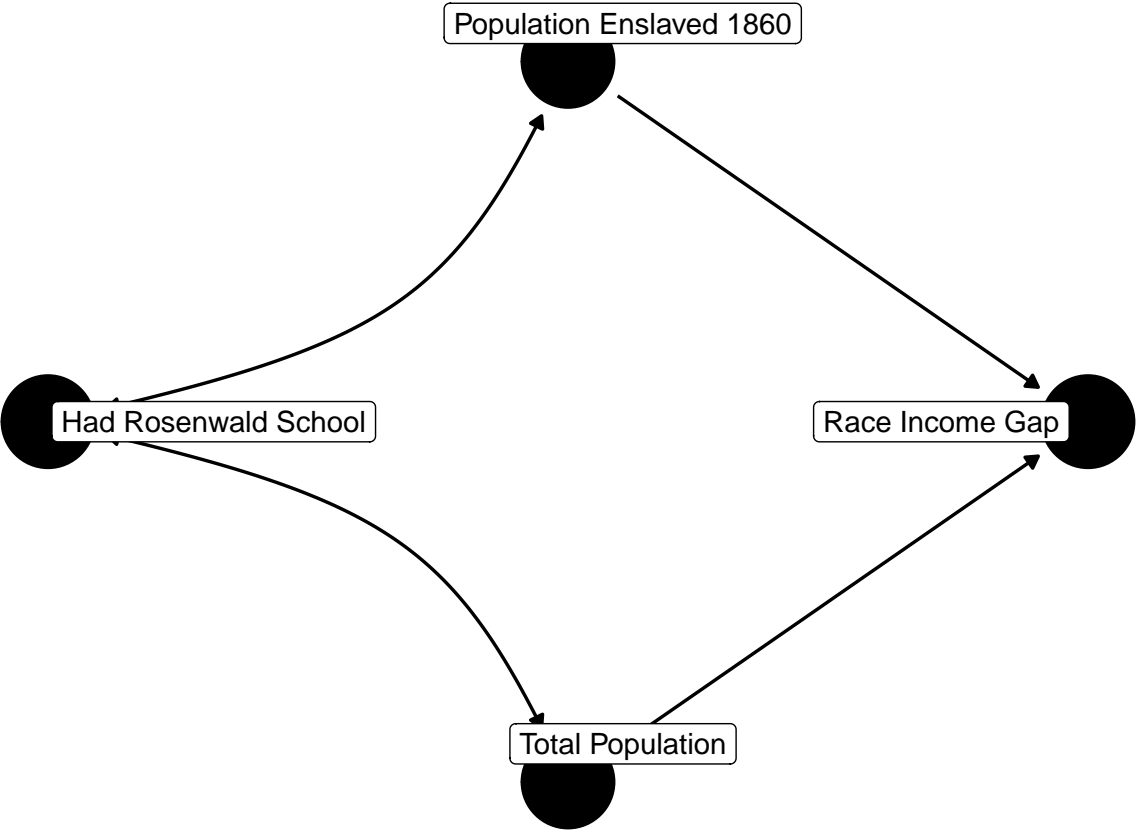 Population Enslaved 1860
Had Rosenwald School
Race Income Gap
Total Population